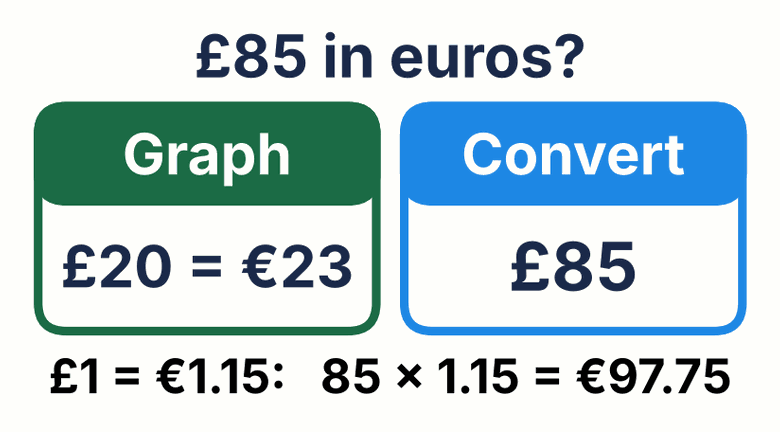 £85 in euros?
Graph
£20 = €23
Convert
£85
£1 = €1.15: 85 × 1.15 = €97.75